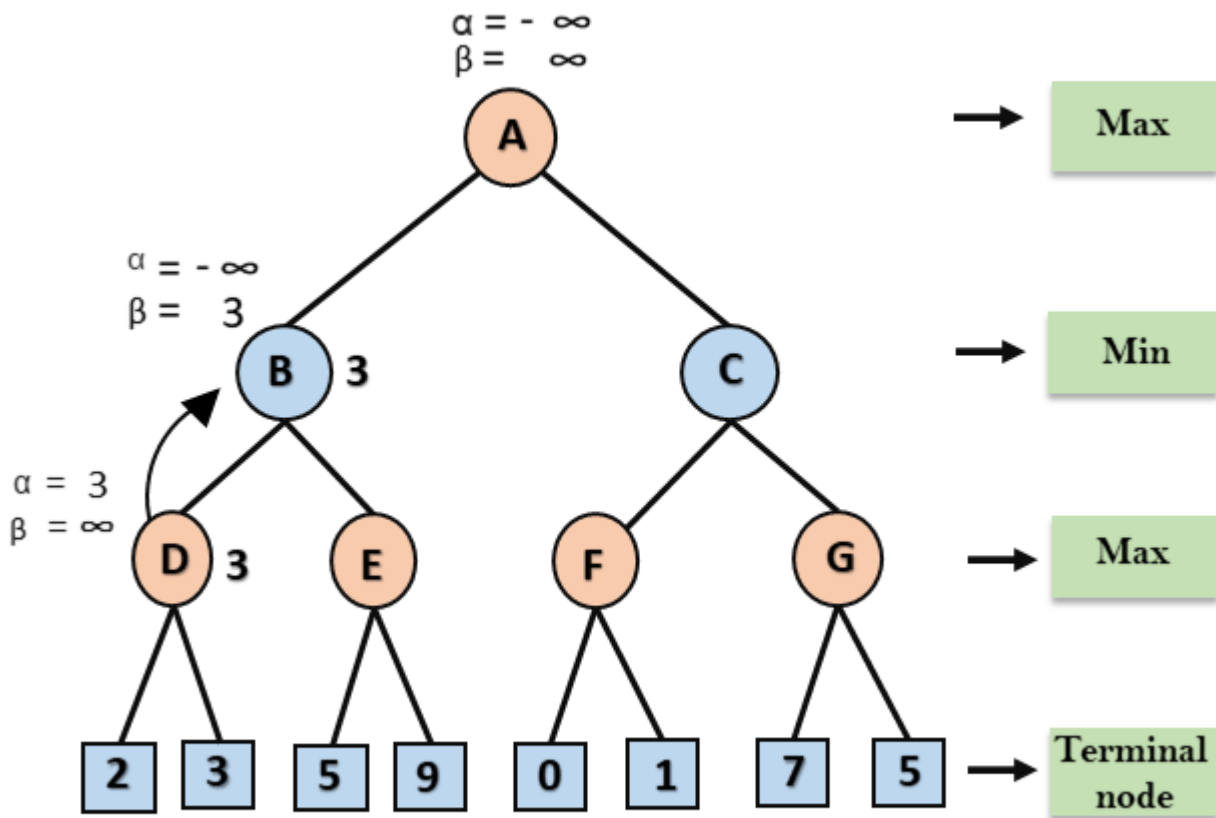 α = - ∞
β = ∞
A
Max
α = - ∞
β = 3
B
3
C
Min
α = 3
β = ∞
D
3
E
F
G
Max
2
3
5
9
0
1
7
5
Terminal
node